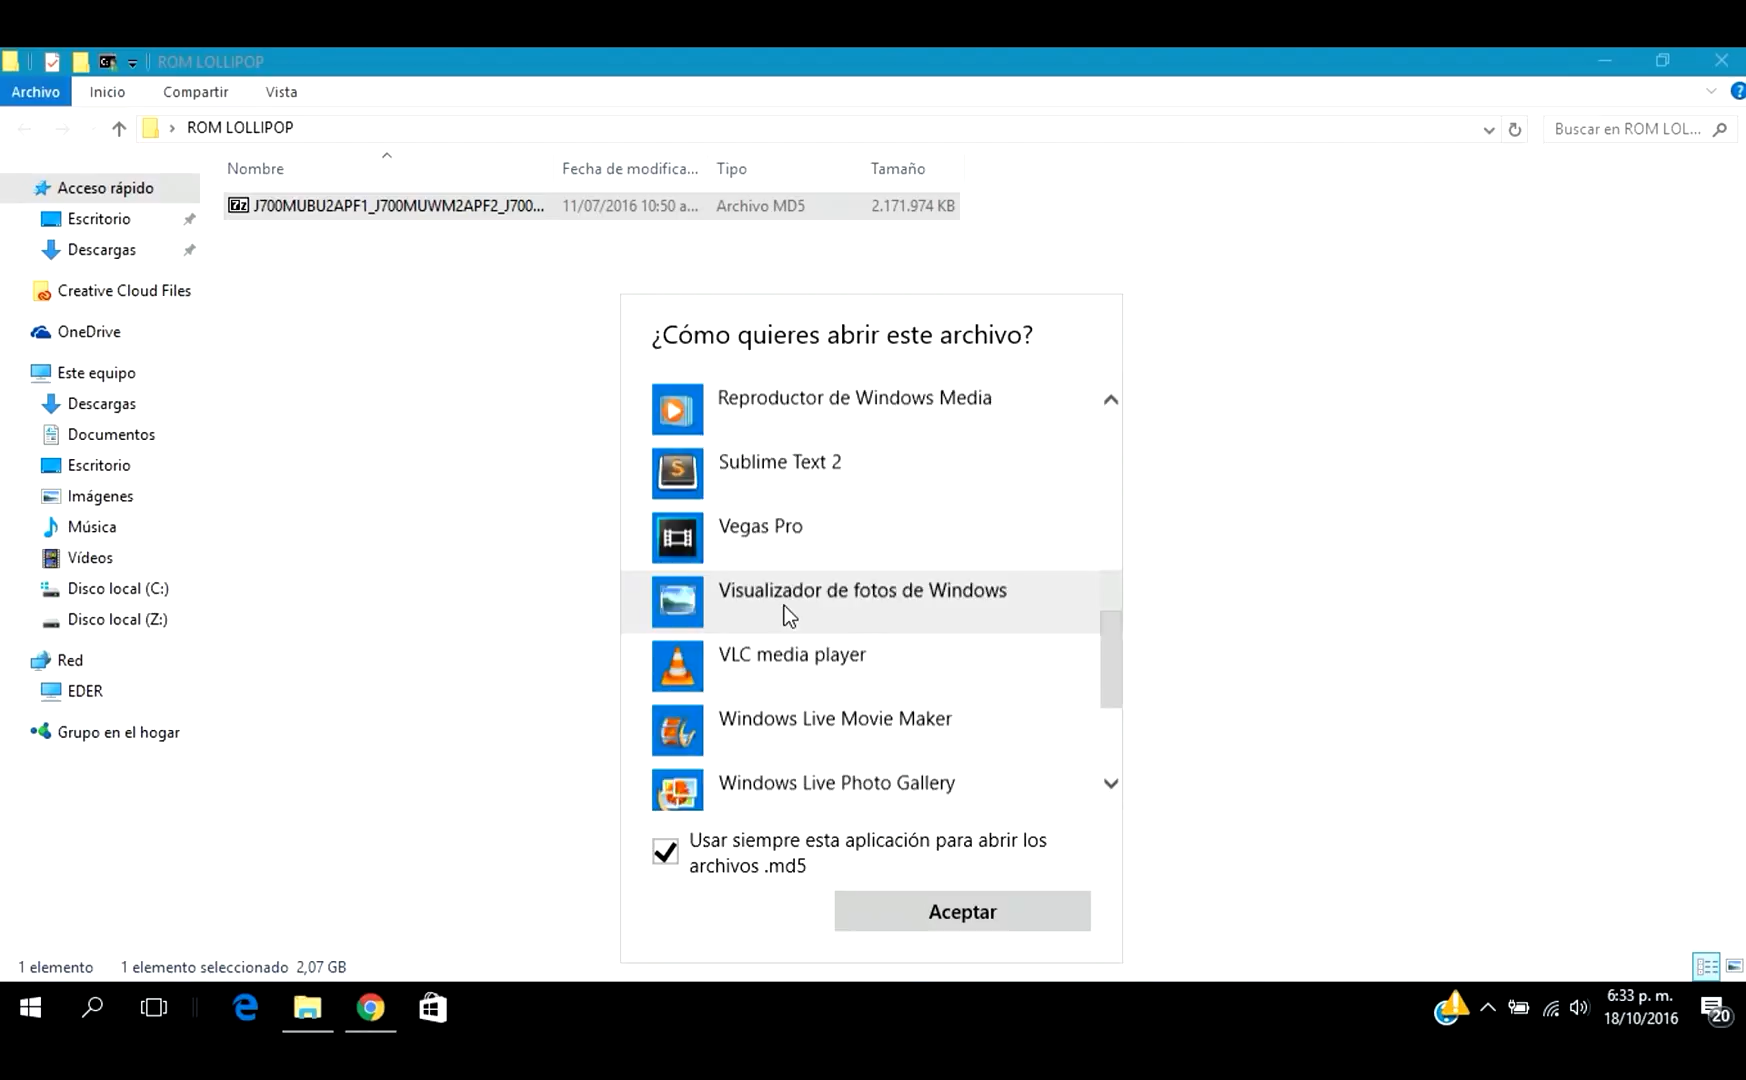 ROM LOLLIPOP
Archivo
Inicio
Compartir
Vista
ROM LOLLIPOP
Buscar en ROM LOL...
Nombre
Fecha de modifica...
Tipo
Tamaño
J700MUBU2APF1_J700MUWM2APF2_J700...
11/07/2016 10:50 a...
Archivo MD5
2.171.974 KB
Acceso rápido
Escritorio
Descargas
Creative Cloud Files
OneDrive
Este equipo
Descargas
Documentos
Escritorio
Imágenes
Música
Vídeos
Disco local (C:)
Disco local (Z:)
Red
EDER
Grupo en el hogar
¿Cómo quieres abrir este archivo?
Reproductor de Windows Media
Sublime Text 2
Vegas Pro
Visualizador de fotos de Windows
VLC media player
Windows Live Movie Maker
Windows Live Photo Gallery
Usar siempre esta aplicación para abrir los
archivos .md5
Aceptar
1 elemento
1 elemento seleccionado 2,07 GB
6:33 p. m.
18/10/2016
20